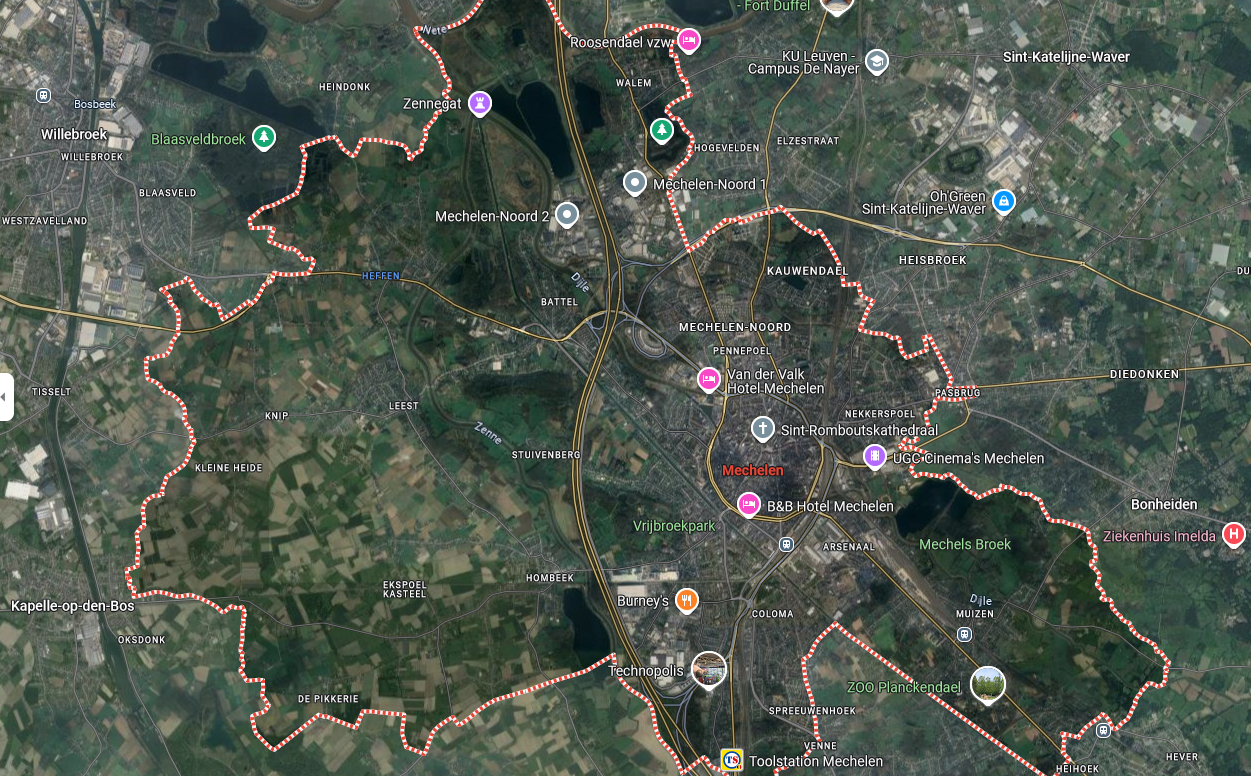 - Fort Duffel
Nete
Roosendael vzw
KU Leuven -
Campus De Nayer
Sint-Katelijne-Waver
WALEM
HEINDONK
Zennegat
Bosbeek
Willebroek
Blaasveldbroek
WILLEBROEK
HOGEVELDEN
ELZESTRAAT
Mechelen-Noord 1
BLAASVELD
Oh'Green
Sint-Katelijne-Waver
WESTZAVELLAND
Mechelen-Noord 2
HEISBROEK
KAUWENDAEL
DU
HEFFEN
Dijle
BATTEL
MECHELEN-NOORD
PENNEPOEL
Van der Valk
Hotel Mechelen
DIEDONKEN
TISSELT
PASBRUG
LEEST
KNIP
NEKKERSPOEL
Sint-Romboutskathedraal
Zenne
STUIVENBERG
UGC Cinema's Mechelen
KLEINE HEIDE
Mechelen
B&B Hotel Mechelen
Bonheiden
Vrijbroekpark
Ziekenhuis Imelda
H
ARSENAAL
Mechels Broek
HOMBEEK
EKSPOEL
KASTEEL
Burney's
Dijle
Kapelle-op-den-Bos
COLOMA
MUIZEN
OKSDONK
Technopolis
ZOO Planckendael
DE PIKKERIE
SPREEUWENHOEK
VENNE
TS
Toolstation Mechelen
HEVER
HEIHOEK